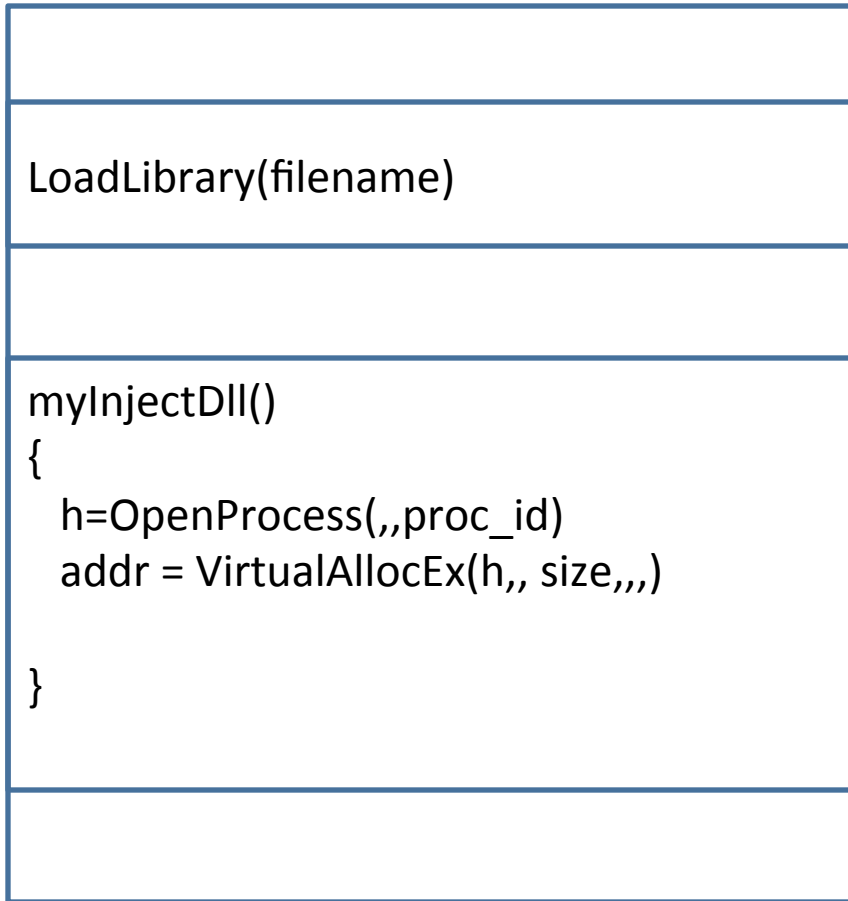 LoadLibrary(filename)
myInjectDll()
{
h=OpenProcess(,,proc_id)
addr = VirtualAllocEx(h,, size,,,)
}